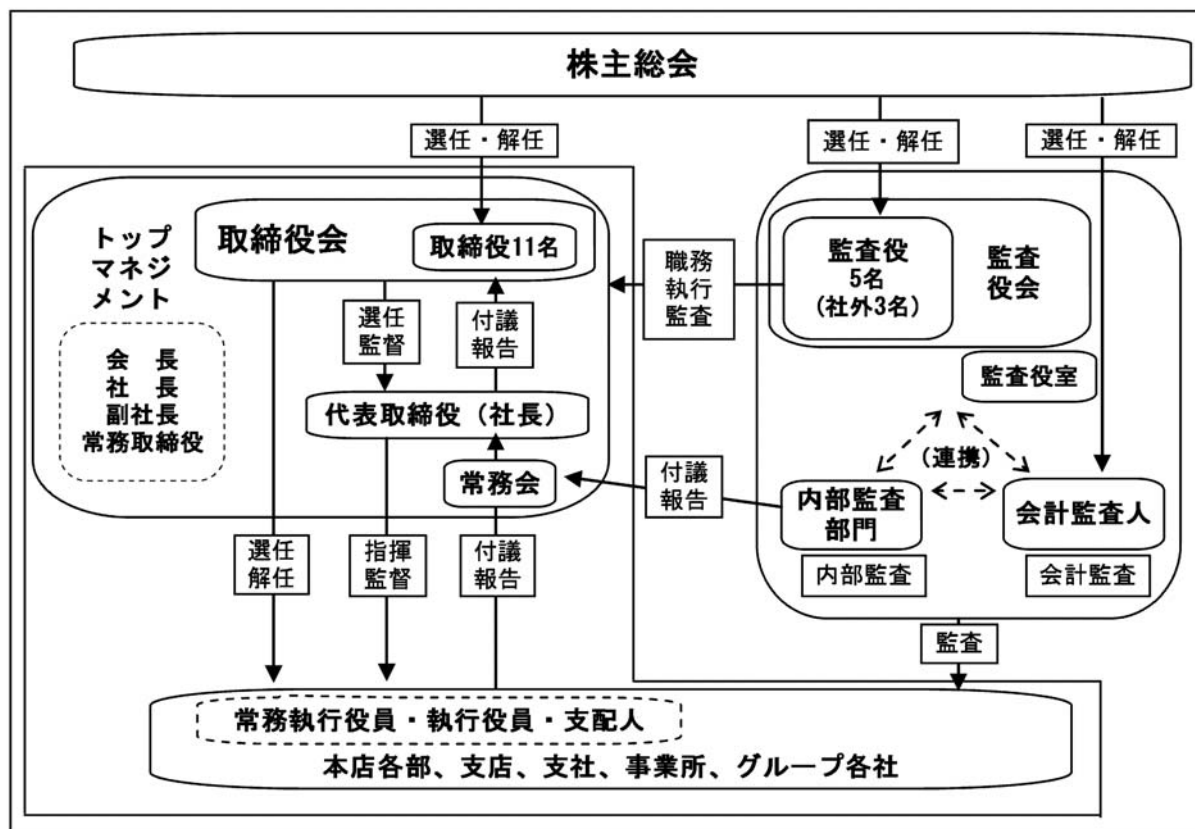 株主総会
選任・解任
選任・解任
選任・解任
トップ
マネジ
メント
取締役会
取締役11名
職務
執行
監査
監査役
5名
(社外3名)
監査
役会
選任
監督
付議
報告
会　長
社　長
副社長
常務取締役
監査役室
代表取締役（社長）
(連携)
常務会
付議
報告
内部監査
部門
会計監査人
選任
解任
指揮
監督
付議
報告
内部監査
会計監査
監査
常務執行役員・執行役員・支配人
本店各部、支店、支社、事業所、グループ各社